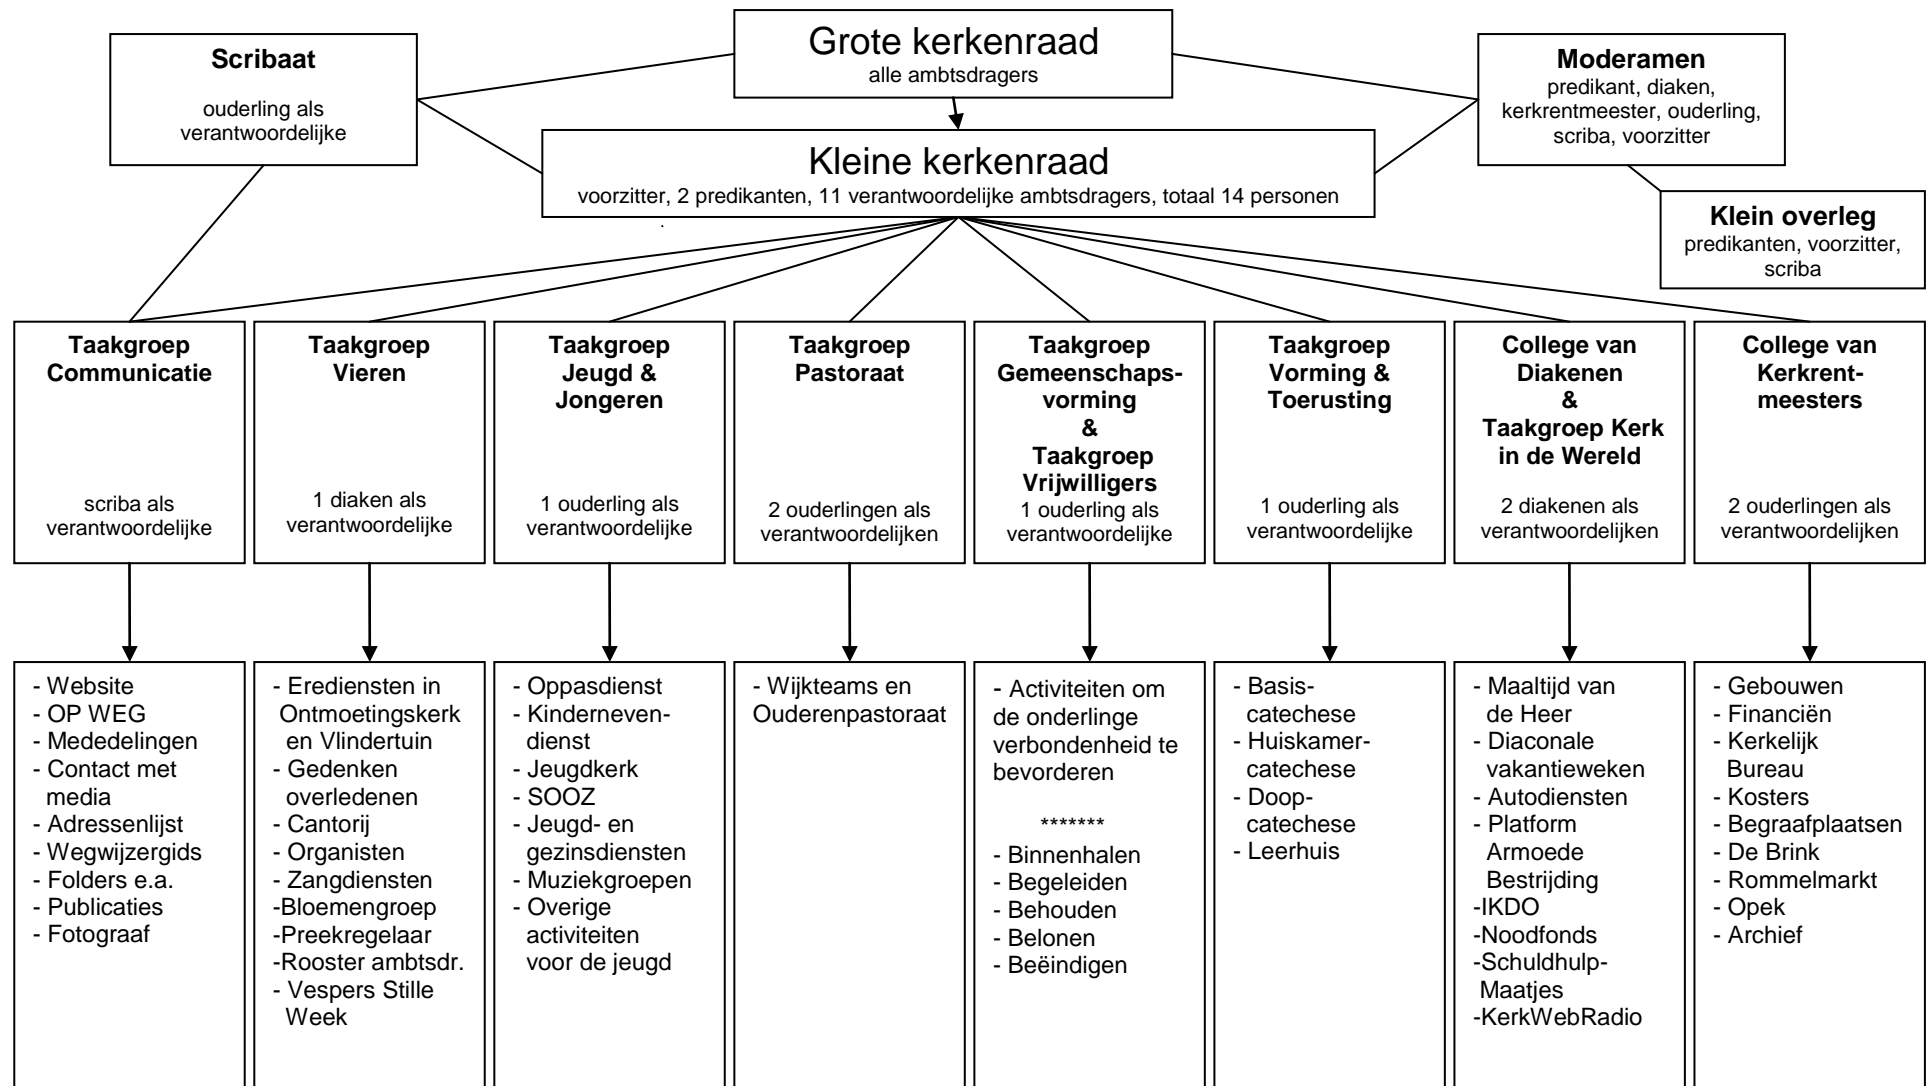 Grote kerkenraad
alle ambtsdragers
Scribaat
ouderling als
verantwoordelijke
Moderamen
predikant, diaken,
kerkrentmeester, ouderling,
scriba, voorzitter
Kleine kerkenraad
voorzitter, 2 predikanten, 11 verantwoordelijke ambtsdragers, totaal 14 personen
.
Klein overleg
predikanten, voorzitter,
scriba
Taakgroep
Communicatie
scriba als
verantwoordelijke
Taakgroep
Vieren
1 diaken als
verantwoordelijke
Taakgroep
Jeugd &
Jongeren
1 ouderling als
verantwoordelijke
Taakgroep
Pastoraat
2 ouderlingen als
verantwoordelijken
Taakgroep
Gemeenschaps-
vorming
&
Taakgroep
Vrijwilligers
1 ouderling als
verantwoordelijke
Taakgroep
Vorming &
Toerusting
1 ouderling als
verantwoordelijke
College van
Diakenen
&
Taakgroep Kerk
in de Wereld
2 diakenen als
verantwoordelijken
College van
Kerkrent-
meesters
2 ouderlingen als
verantwoordelijken
- Website
- OP WEG
- Mededelingen
- Contact met
media
- Adressenlijst
- Wegwijzergids
- Folders e.a.
- Publicaties
- Fotograaf
- Erediensten in
Ontmoetingskerk
en Vlindertuin
- Gedenken
overledenen
- Cantorij
- Organisten
- Zangdiensten
-Bloemengroep
-Preekregelaar
-Rooster ambtsdr.
- Vespers Stille
Week
- Oppasdienst
- Kinderneven-
dienst
- Jeugdkerk
- SOOZ
- Jeugd- en
gezinsdiensten
- Muziekgroepen
- Overige
activiteiten
voor de jeugd
- Wijkteams en
Ouderenpastoraat
- Activiteiten om
de onderlinge
verbondenheid te
bevorderen
*******
- Binnenhalen
- Begeleiden
- Behouden
- Belonen
- Beëindigen
- Basis-
catechese
- Huiskamer-
catechese
- Doop-
catechese
- Leerhuis
- Maaltijd van
de Heer
- Diaconale
vakantieweken
- Autodiensten
- Platform
Armoede
Bestrijding
-IKDO
-Noodfonds
-Schuldhulp-
Maatjes
-KerkWebRadio
- Gebouwen
- Financiën
- Kerkelijk
Bureau
- Kosters
- Begraafplaatsen
- De Brink
- Rommelmarkt
- Opek
- Archief